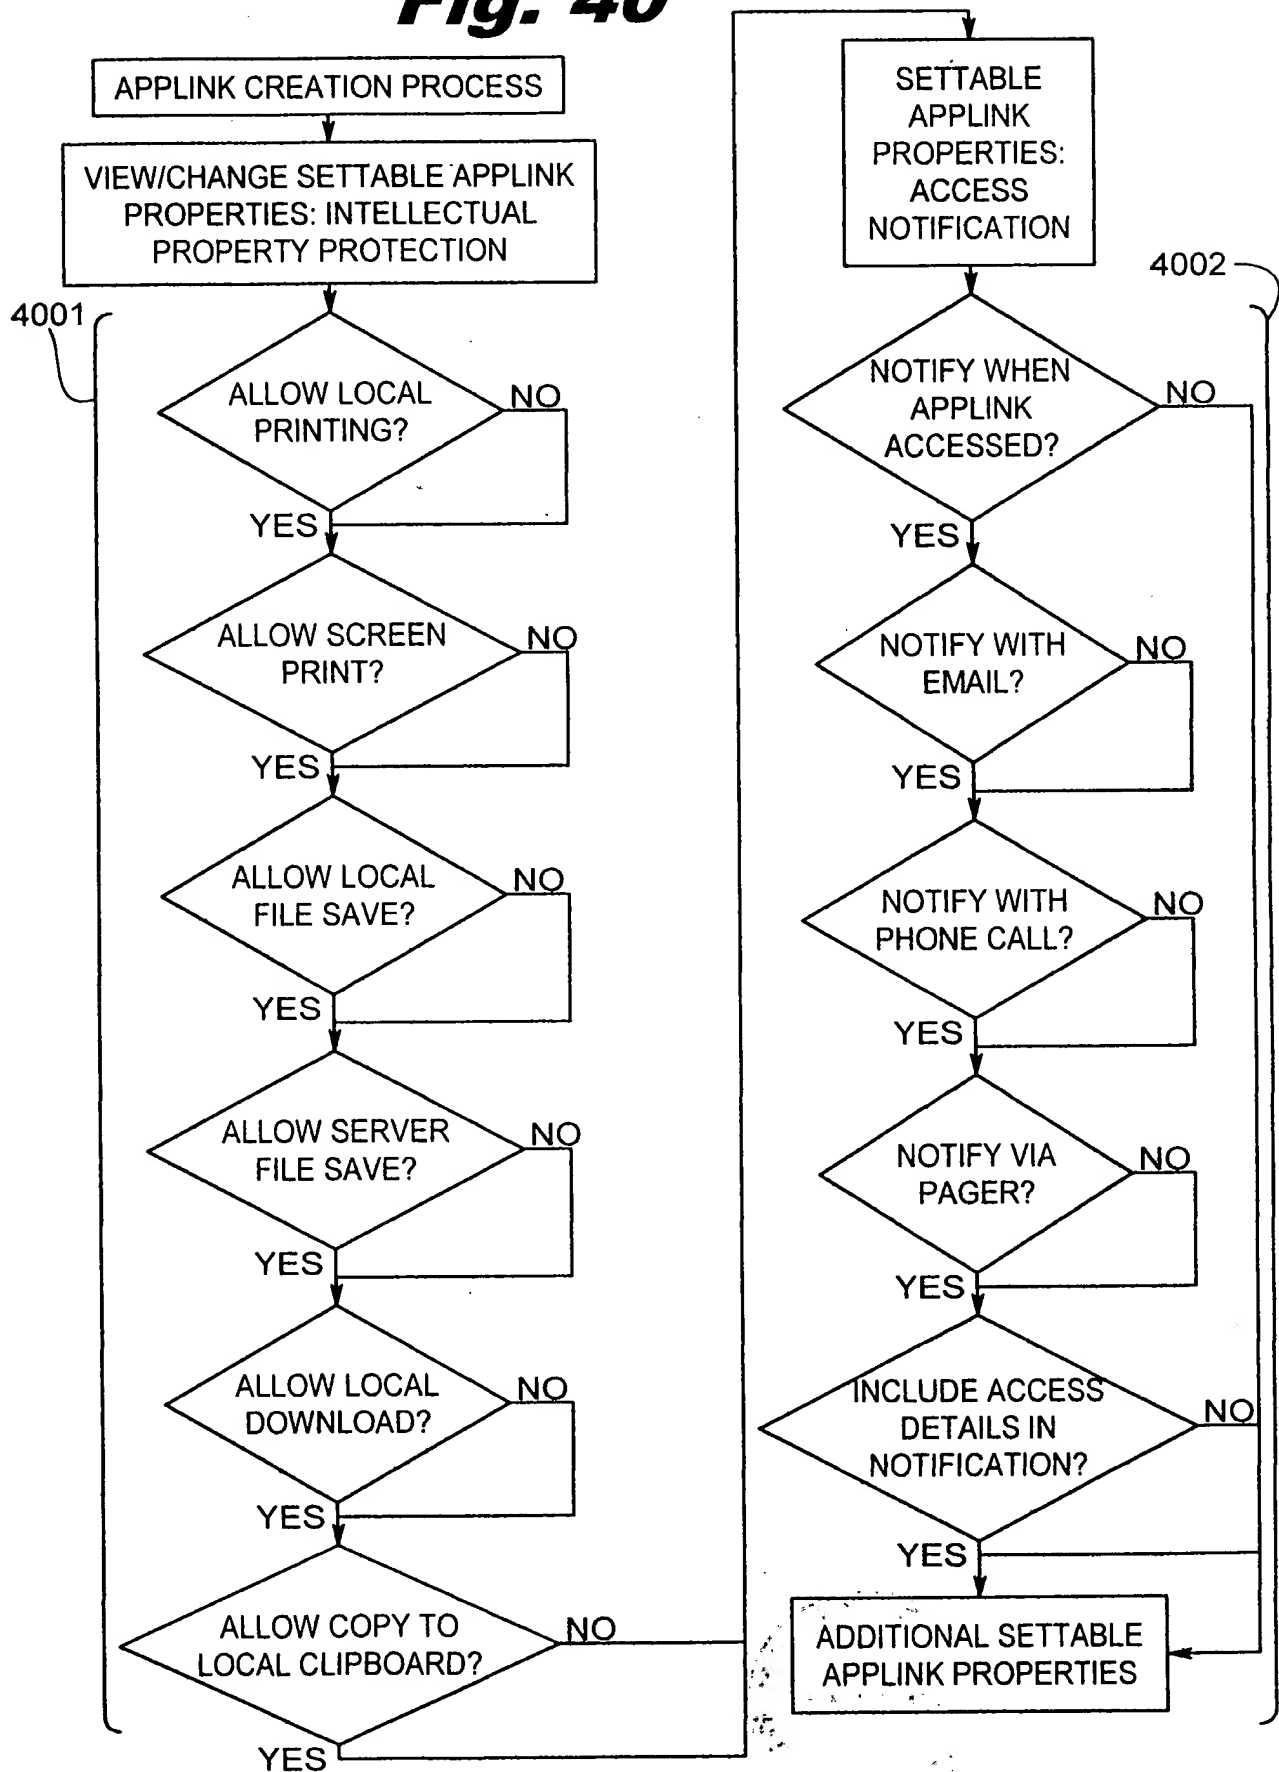 Fig. 40
APPLINK CREATION PROCESS
VIEW/CHANGE SETTABLE APPLINK
PROPERTIES: INTELLECTUAL
PROPERTY PROTECTION
4001
ALLOW LOCAL
PRINTING?
NO
YES
ALLOW SCREEN
PRINT?
NO
YES
ALLOW LOCAL
FILE SAVE?
NO
YES
ALLOW SERVER
FILE SAVE?
NO
YES
ALLOW LOCAL
DOWNLOAD?
NO
YES
ALLOW COPY TO
LOCAL CLIPBOARD?
NO
YES
SETTABLE
APPLINK
PROPERTIES:
ACCESS
NOTIFICATION
4002
NOTIFY WHEN
APPLINK
ACCESSED?
NO
YES
NOTIFY WITH
EMAIL?
NO
YES
NOTIFY WITH
PHONE CALL?
NO
YES
NOTIFY VIA
PAGER?
NO
YES
INCLUDE ACCESS
DETAILS IN
NOTIFICATION?
NO
YES
ADDITIONAL SETTABLE
APPLINK PROPERTIES